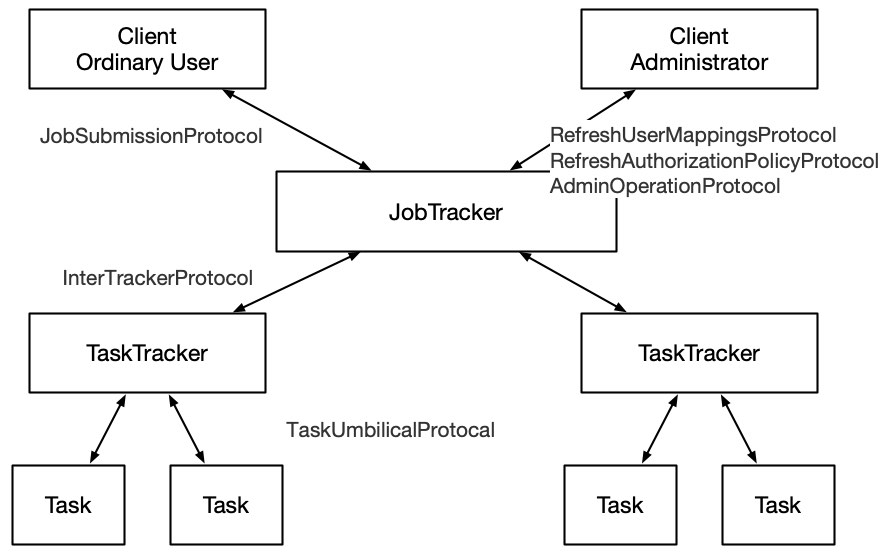 Client
Ordinary User
Client
Administrator
JobSubmissionProtocol
RefreshUserMappingsProtocol
RefreshAuthorizationPolicyProtocol
AdminOperationProtocol
JobTracker
InterTrackerProtocol
TaskTracker
TaskTracker
TaskUmbilicalProtocal
Task
Task
Task
Task